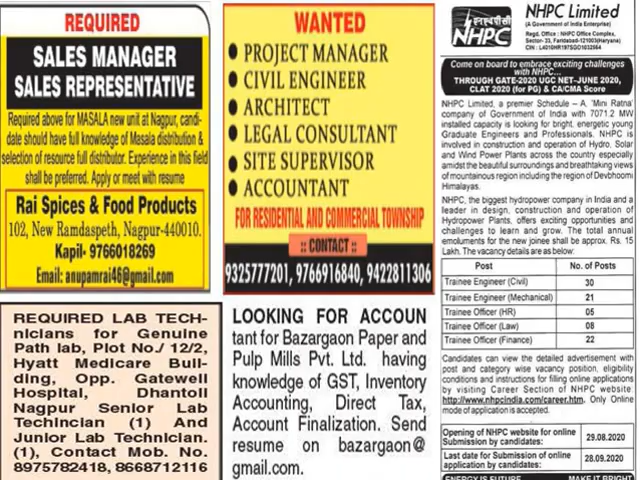 REQUIRED
SALES MANAGER
SALES REPRESENTATIVE
Required above for MASALA new unit at Nagpur, candi-
date should have full knowledge of Masala distribution &
selection of resource full distributor. Experience in this field
shall be preferred. Apply or meet with resume
Rai Spices & Food Products
102, New Ramdaspeth, Nagpur-440010.
Kapil- 9766018269
Email: anupamrai46@gmail.com
REQUIRED LAB TECH-
nicians for Genuine
Path lab, Plot No./ 12/2,
Hyatt Medicare Buil-
ding, Opp. Gatewell
Hospital, Dhantoll
Nagpur Senior Lab
Techincian (1) And
Junior Lab Technician.
(1), Contact Mob. No.
8975782418, 8668712116
WANTED
• PROJECT MANAGER
• CIVIL ENGINEER
• ARCHITECT
• LEGAL CONSULTANT
• SITE SUPERVISOR
• ACCOUNTANT
FOR RESIDENTIAL AND COMMERCIAL TOWNSHIP
:: CONTACT ::
9325777201, 9766916840, 9422811306
LOOKING FOR ACCOUN
tant for Bazargaon Paper and
Pulp Mills Pvt. Ltd. having
knowledge of GST, Inventory
Accounting, Direct Tax,
Account Finalization. Send
resume on bazargaon@
gmail.com.
एनएचपीसी
NHPC
NHPC Limited
(A Government of India Enterprise)
Regd. Office : NHPC Office Complex,
Sector- 33, Faridabad-121003(Haryana)
CIN : L40101HR1975GOI032564
Come on board to embrace exciting challenges
with NHPC...
THROUGH GATE-2020 UGC NET-JUNE 2020,
CLAT 2020 (for PG) & CA/CMA Score
NHPC Limited, a premier Schedule – A, 'Mini Ratna'
company of Government of India with 7071.2 MW
installed capacity is looking for bright, energetic young
Graduate Engineers and Professionals. NHPC is
involved in construction and operation of Hydro, Solar
and Wind Power Plants across the country especially
amidst the beautiful surroundings and breathtaking views
of mountainous region including the region of Devbhoomi
Himalayas.
NHPC, the biggest hydropower company in India and a
leader in design, construction and operation of
Hydropower Plants, offers exciting opportunities and
challenges to learn and grow. The total annual
emoluments for the new joinee shall be approx. Rs. 15
Lakh. The vacancy details are as below:
Post No. of Posts
Trainee Engineer (Civil) 30
Trainee Engineer (Mechanical) 21
Trainee Officer (HR) 05
Trainee Officer (Law) 08
Trainee Officer (Finance) 22
Candidates can view the detailed advertisement with
post and category wise vacancy position, eligibility
conditions and instructions for filling online applications
by visiting Career Section of NHPC website
http://www.nhpcindia.com/career.htm. Only Online
mode of application is accepted.
Opening of NHPC website for online
Submission by candidates: 29.08.2020
Last date for Submission of online
application by candidates: 28.09.2020